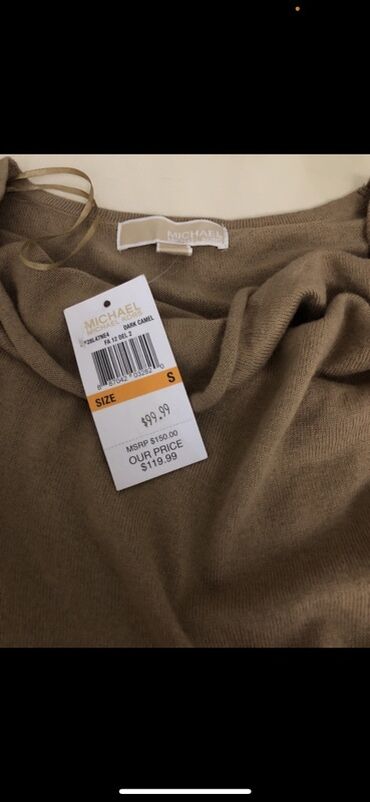 MICHAEL
MICHAEL
MICHAEL KORS
DARK CAMEL
FA 12 DEL 2
SIZE S
$99.99
MSRP $150.00
OUR PRICE
$119.99